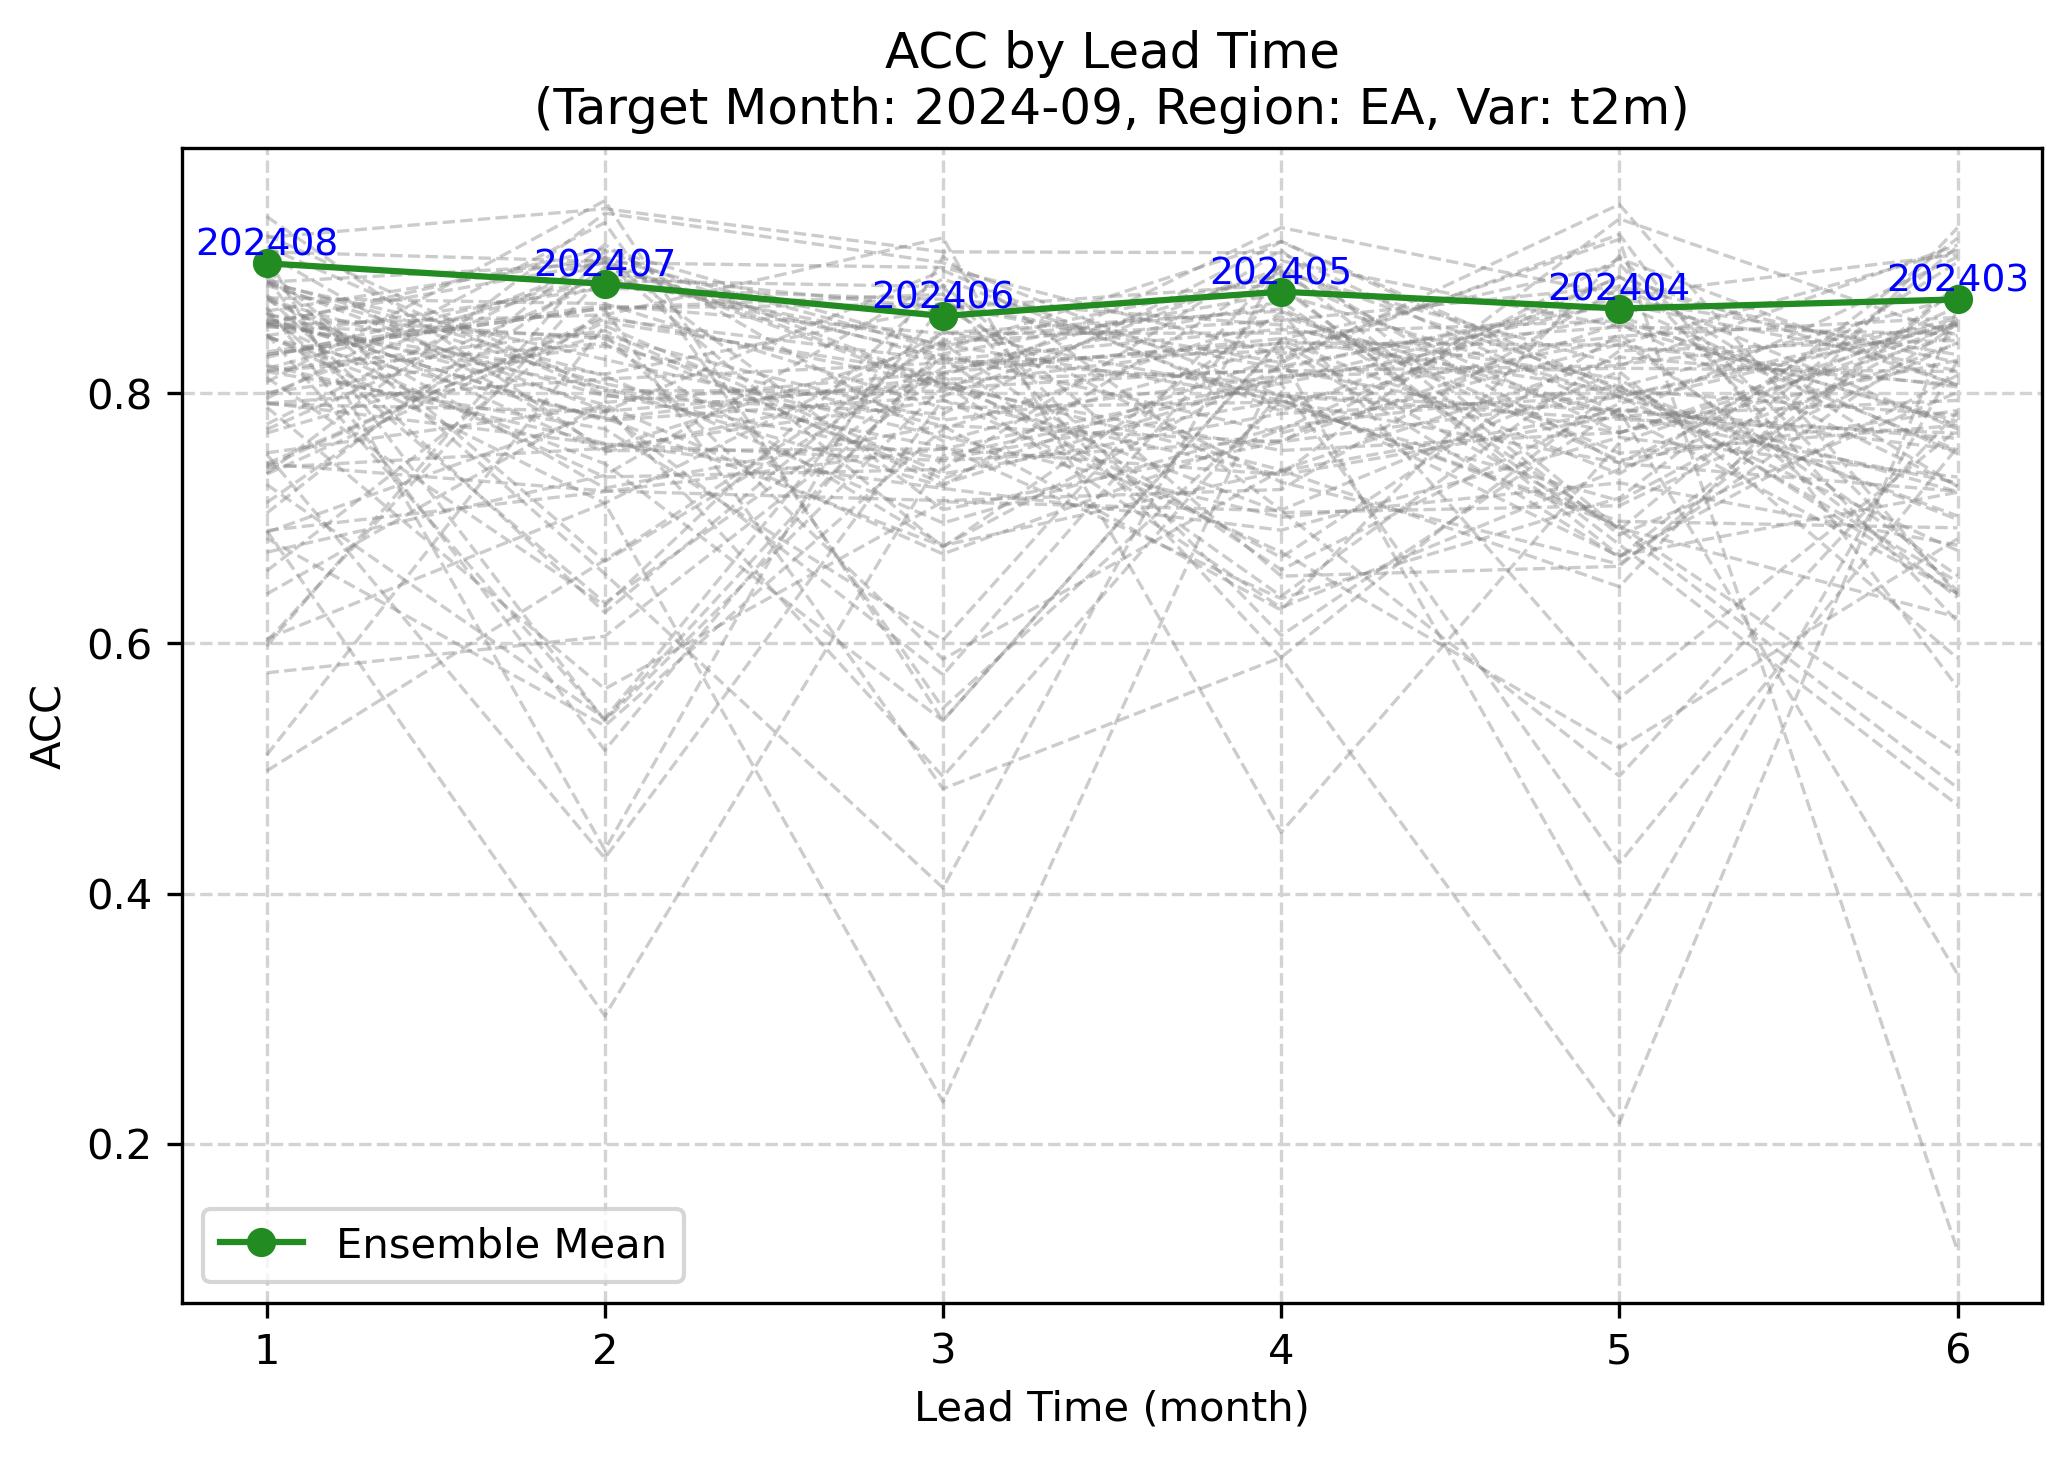 ACC by Lead Time
(Target Month: 2024-09, Region: EA, Var: t2m)
202408
202407
202406
202405
202404
202403
0.8
0.6
0.4
0.2
ACC
Ensemble Mean
1 2 3 4 5 6
Lead Time (month)